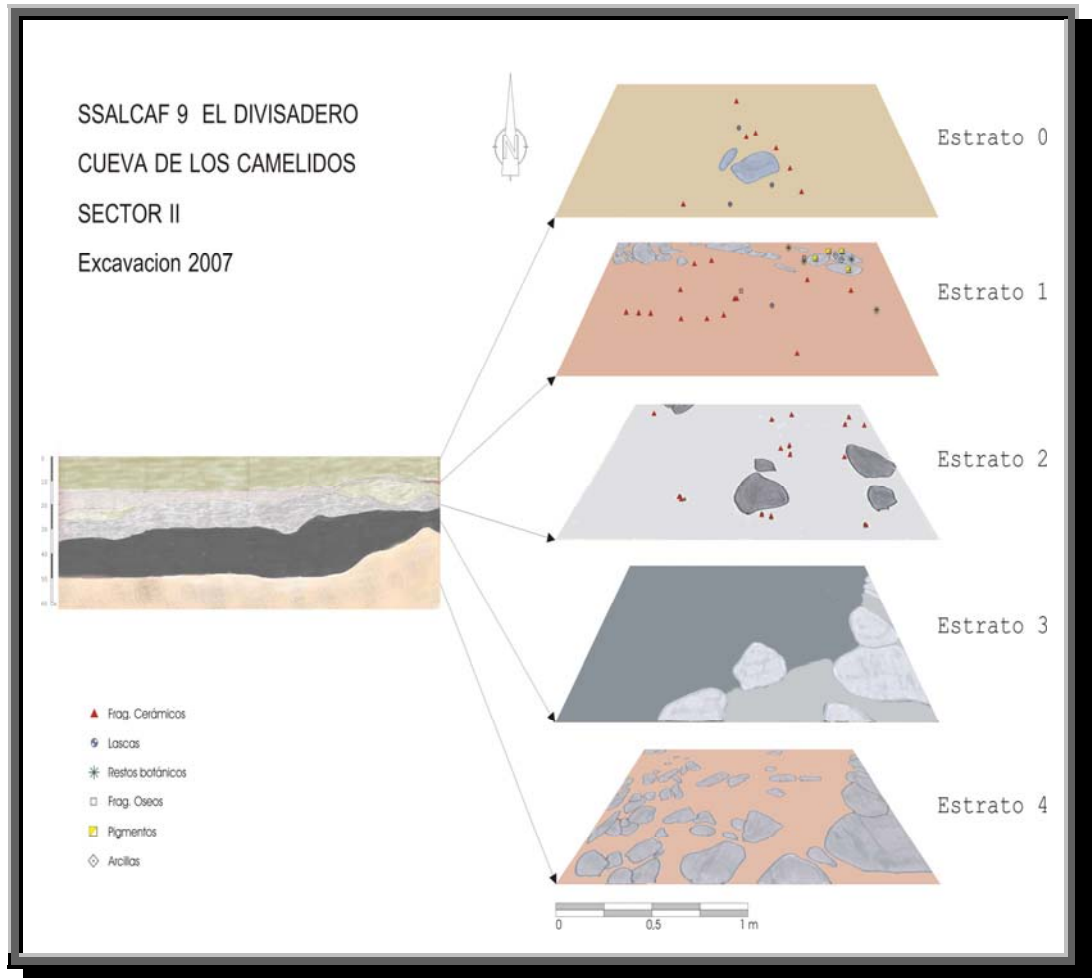 SSALCAF 9 EL DIVISADERO
CUEVA DE LOS CAMELIDOS
SECTOR II
Excavacion 2007
N
Estrato 0
Estrato 1
Estrato 2
Estrato 3
Estrato 4
Frag. Cerámicos
Lascas
Restos botánicos
Frag. Oseos
Pigmentos
Arcillas
0 0,5 1 m